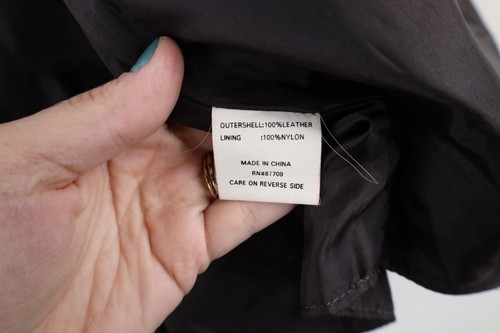 OUTERSHELL:100%LEATHER
LINING :100%NYLON
MADE IN CHINA
RN#87709
CARE ON REVERSE SIDE